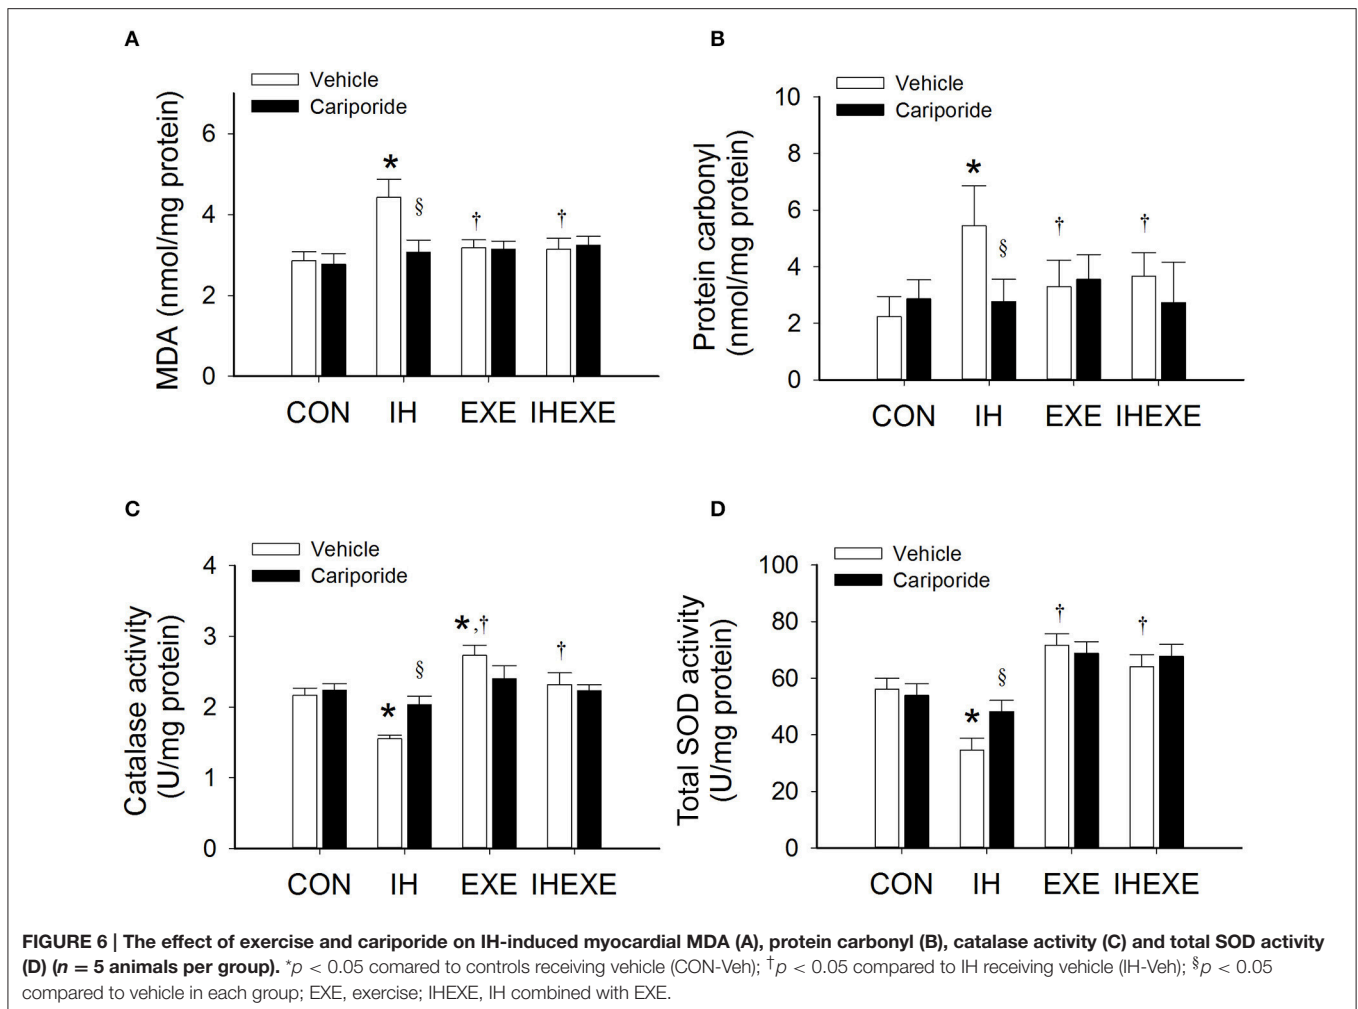 A
Vehicle
Cariporide
MDA (nmol/mg protein)
6
4
2
0
*
§
†
†
CON IH EXE IHEXE
B
Vehicle
Cariporide
Protein carbonyl
(nmol/mg protein)
10
8
6
4
2
0
*
§
†
†
CON IH EXE IHEXE
C
Vehicle
Cariporide
Catalase activity
(U/mg protein)
4
3
2
1
0
*
§
*,†
†
CON IH EXE IHEXE
D
Vehicle
Cariporide
Total SOD activity
(U/mg protein)
100
80
60
40
20
0
*
§
†
†
CON IH EXE IHEXE
FIGURE 6 | The effect of exercise and cariporide on IH-induced myocardial MDA (A), protein carbonyl (B), catalase activity (C) and total SOD activity
(D) (n = 5 animals per group). *p < 0.05 comared to controls receiving vehicle (CON-Veh); †p < 0.05 compared to IH receiving vehicle (IH-Veh); §p < 0.05
compared to vehicle in each group; EXE, exercise; IHEXE, IH combined with EXE.